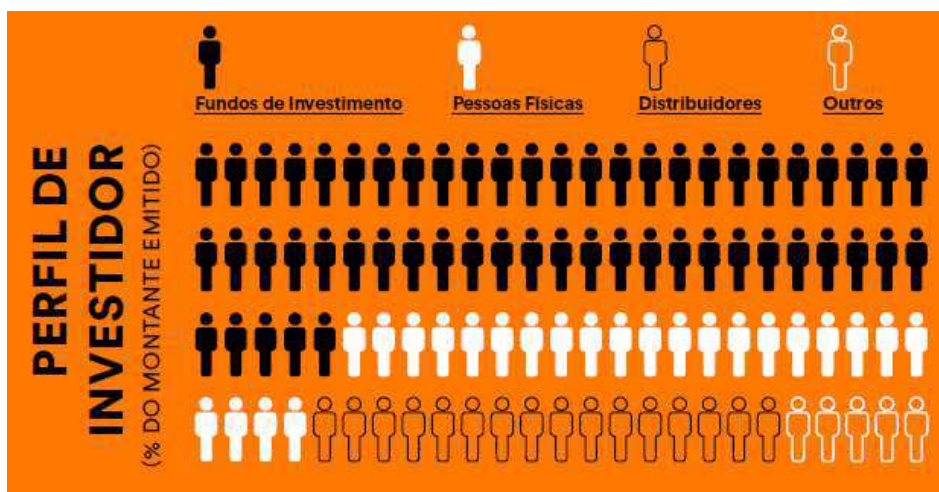 Fundos de Investimento
Pessoas Físicas
Distribuidores
Outros
PERFIL DE
INVESTIDOR
(% DO MONTANTE EMITIDO)